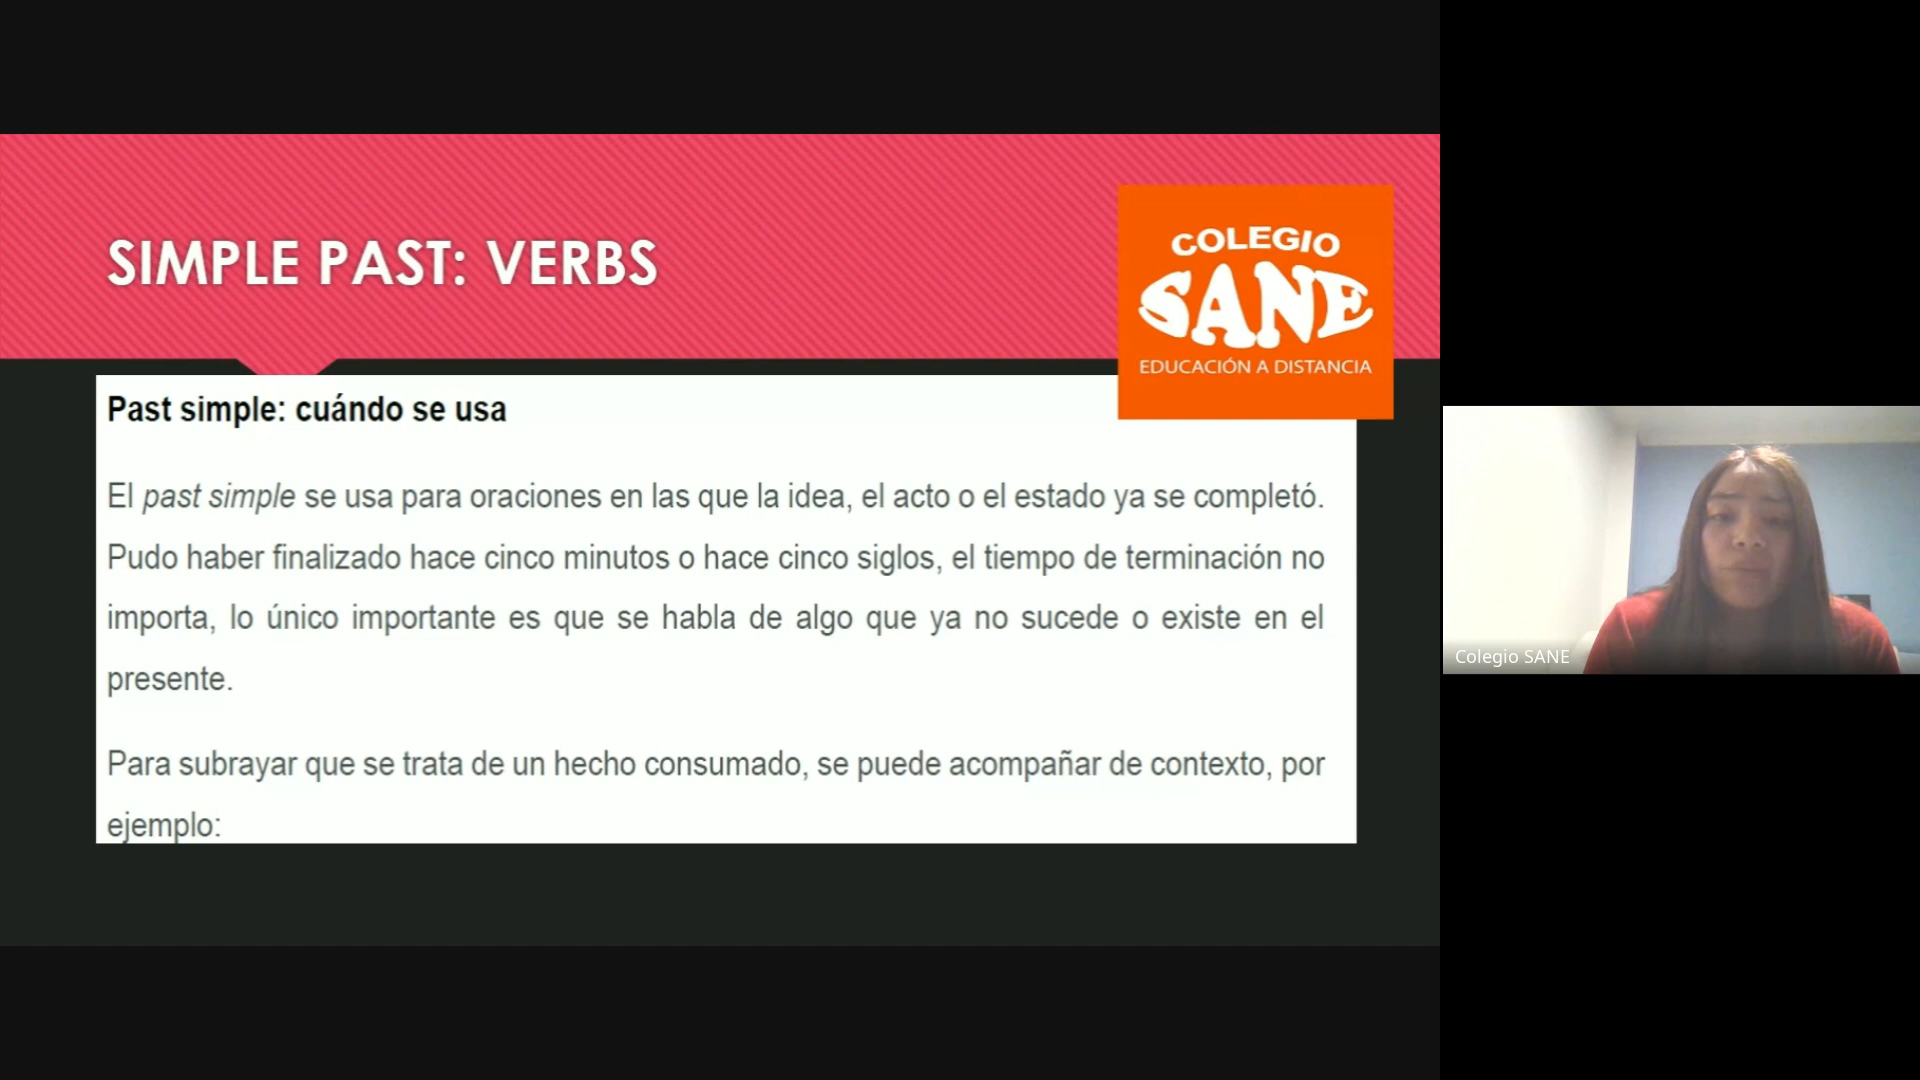 SIMPLE PAST: VERBS
COLEGIO
SANE
EDUCACIÓN A DISTANCIA
Past simple: cuándo se usa
El past simple se usa para oraciones en las que la idea, el acto o el estado ya se completó.
Pudo haber finalizado hace cinco minutos o hace cinco siglos, el tiempo de terminación no
importa, lo único importante es que se habla de algo que ya no sucede o existe en el
presente.
Para subrayar que se trata de un hecho consumado, se puede acompañar de contexto, por
ejemplo:
Colegio SANE